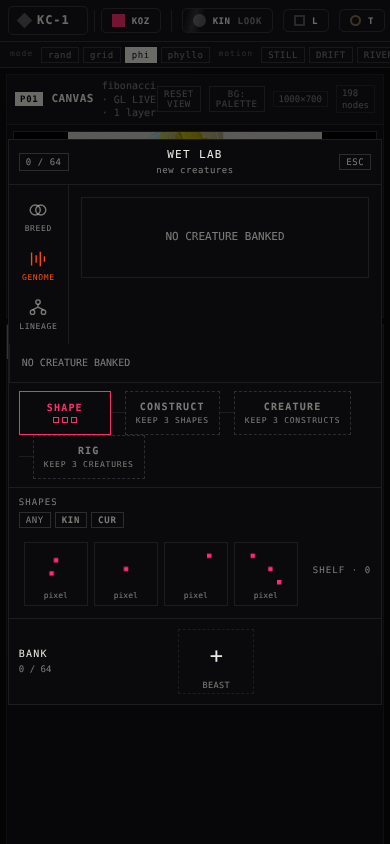 KC-1
KOZ
KIN LOOK
L
T
mode rand grid phi phyllo motion STILL DRIFT RIVE
P01 CANVAS
fibonacci
· GL LIVE
· 1 layer
RESET
VIEW
BG:
PALETTE
1000×700
198
nodes
0 / 64
WET LAB
new creatures
ESC
BREED
GENOME
LINEAGE
NO CREATURE BANKED
NO CREATURE BANKED
SHAPE
CONSTRUCT
KEEP 3 SHAPES
CREATURE
KEEP 3 CONSTRUCTS
RIG
KEEP 3 CREATURES
SHAPES
ANY KIN CUR
pixel
pixel
pixel
pixel
SHELF · 0
BANK
0 / 64
+
BEAST